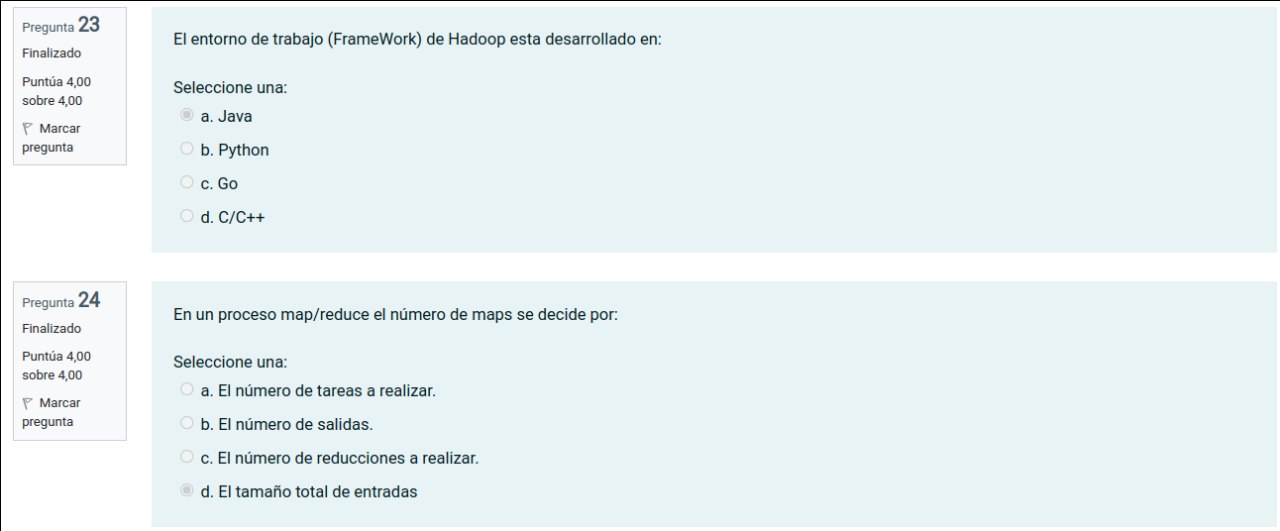 Pregunta 23
Finalizado
Puntúa 4,00
sobre 4,00
Marcar
pregunta
El entorno de trabajo (FrameWork) de Hadoop esta desarrollado en:
Seleccione una:
a. Java
b. Python
c. Go
d. C/C++
Pregunta 24
Finalizado
Puntúa 4,00
sobre 4,00
Marcar
pregunta
En un proceso map/reduce el número de maps se decide por:
Seleccione una:
a. El número de tareas a realizar.
b. El número de salidas.
c. El número de reducciones a realizar.
d. El tamaño total de entradas